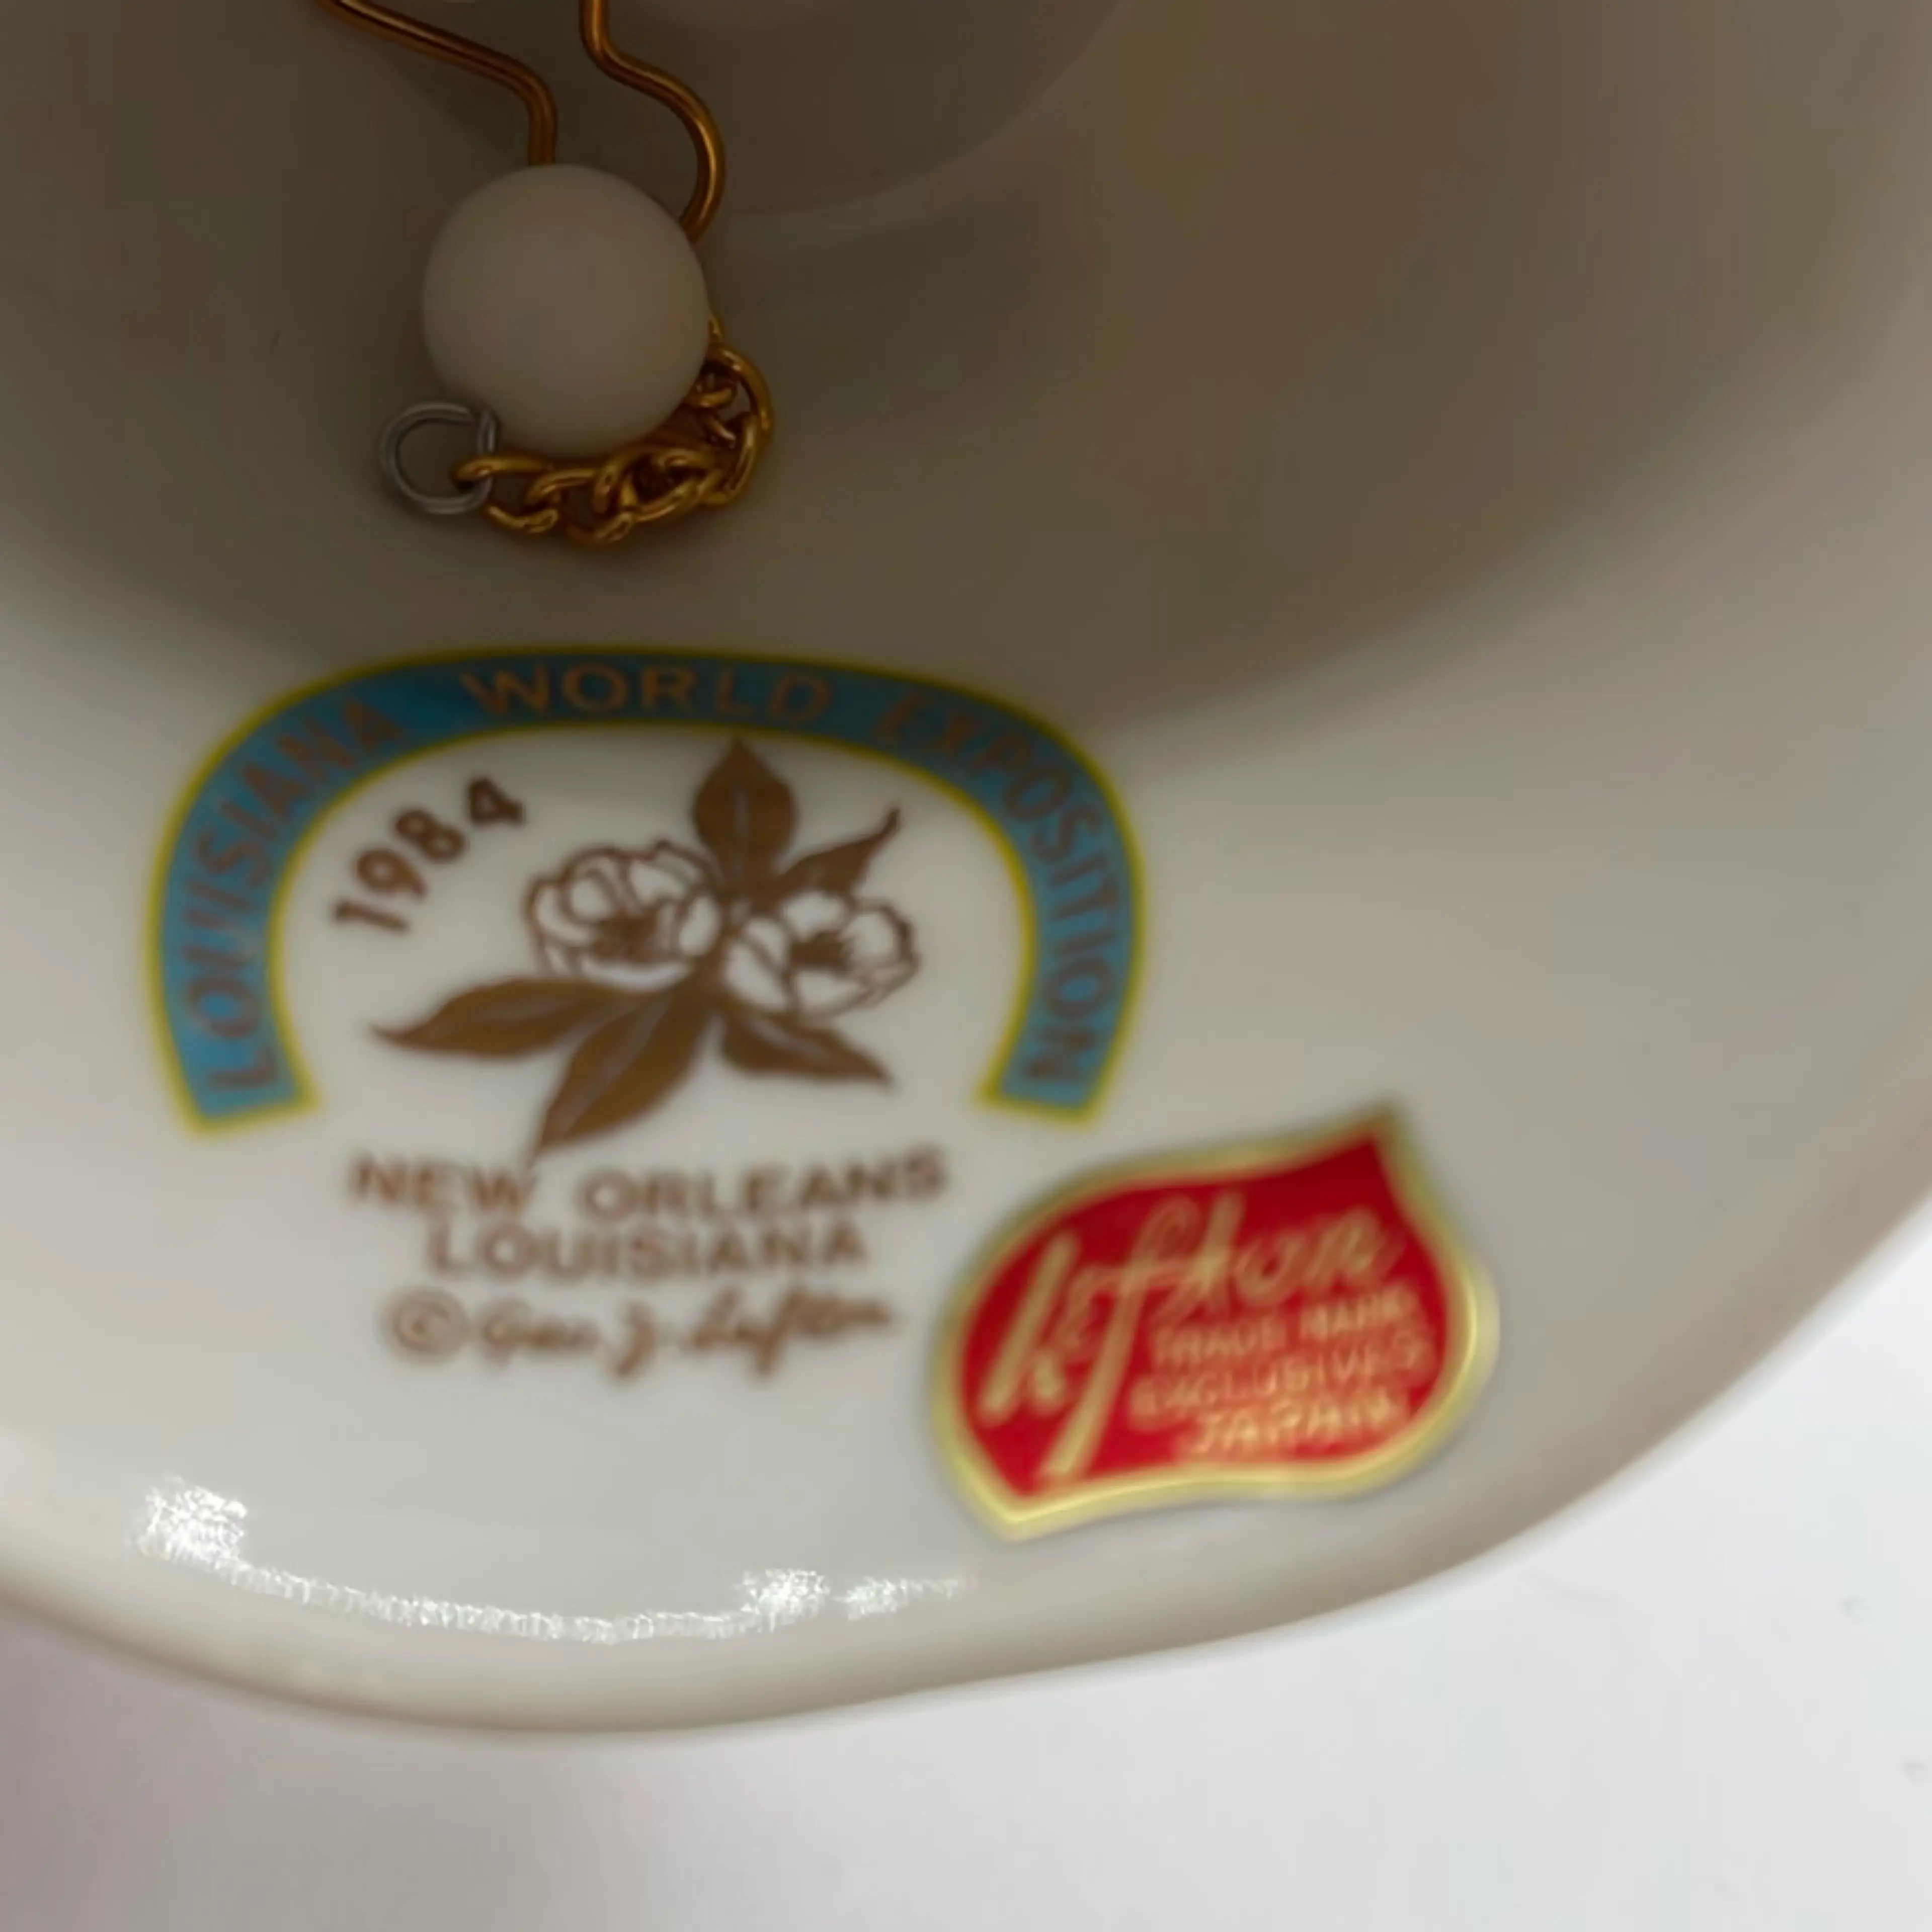 LOUISIANA WORLD EXPOSITION
1984
NEW ORLEANS
LOUISIANA
© Geo. Z. Lefton
Lefton
TRADE MARK
EXCLUSIVES
JAPAN